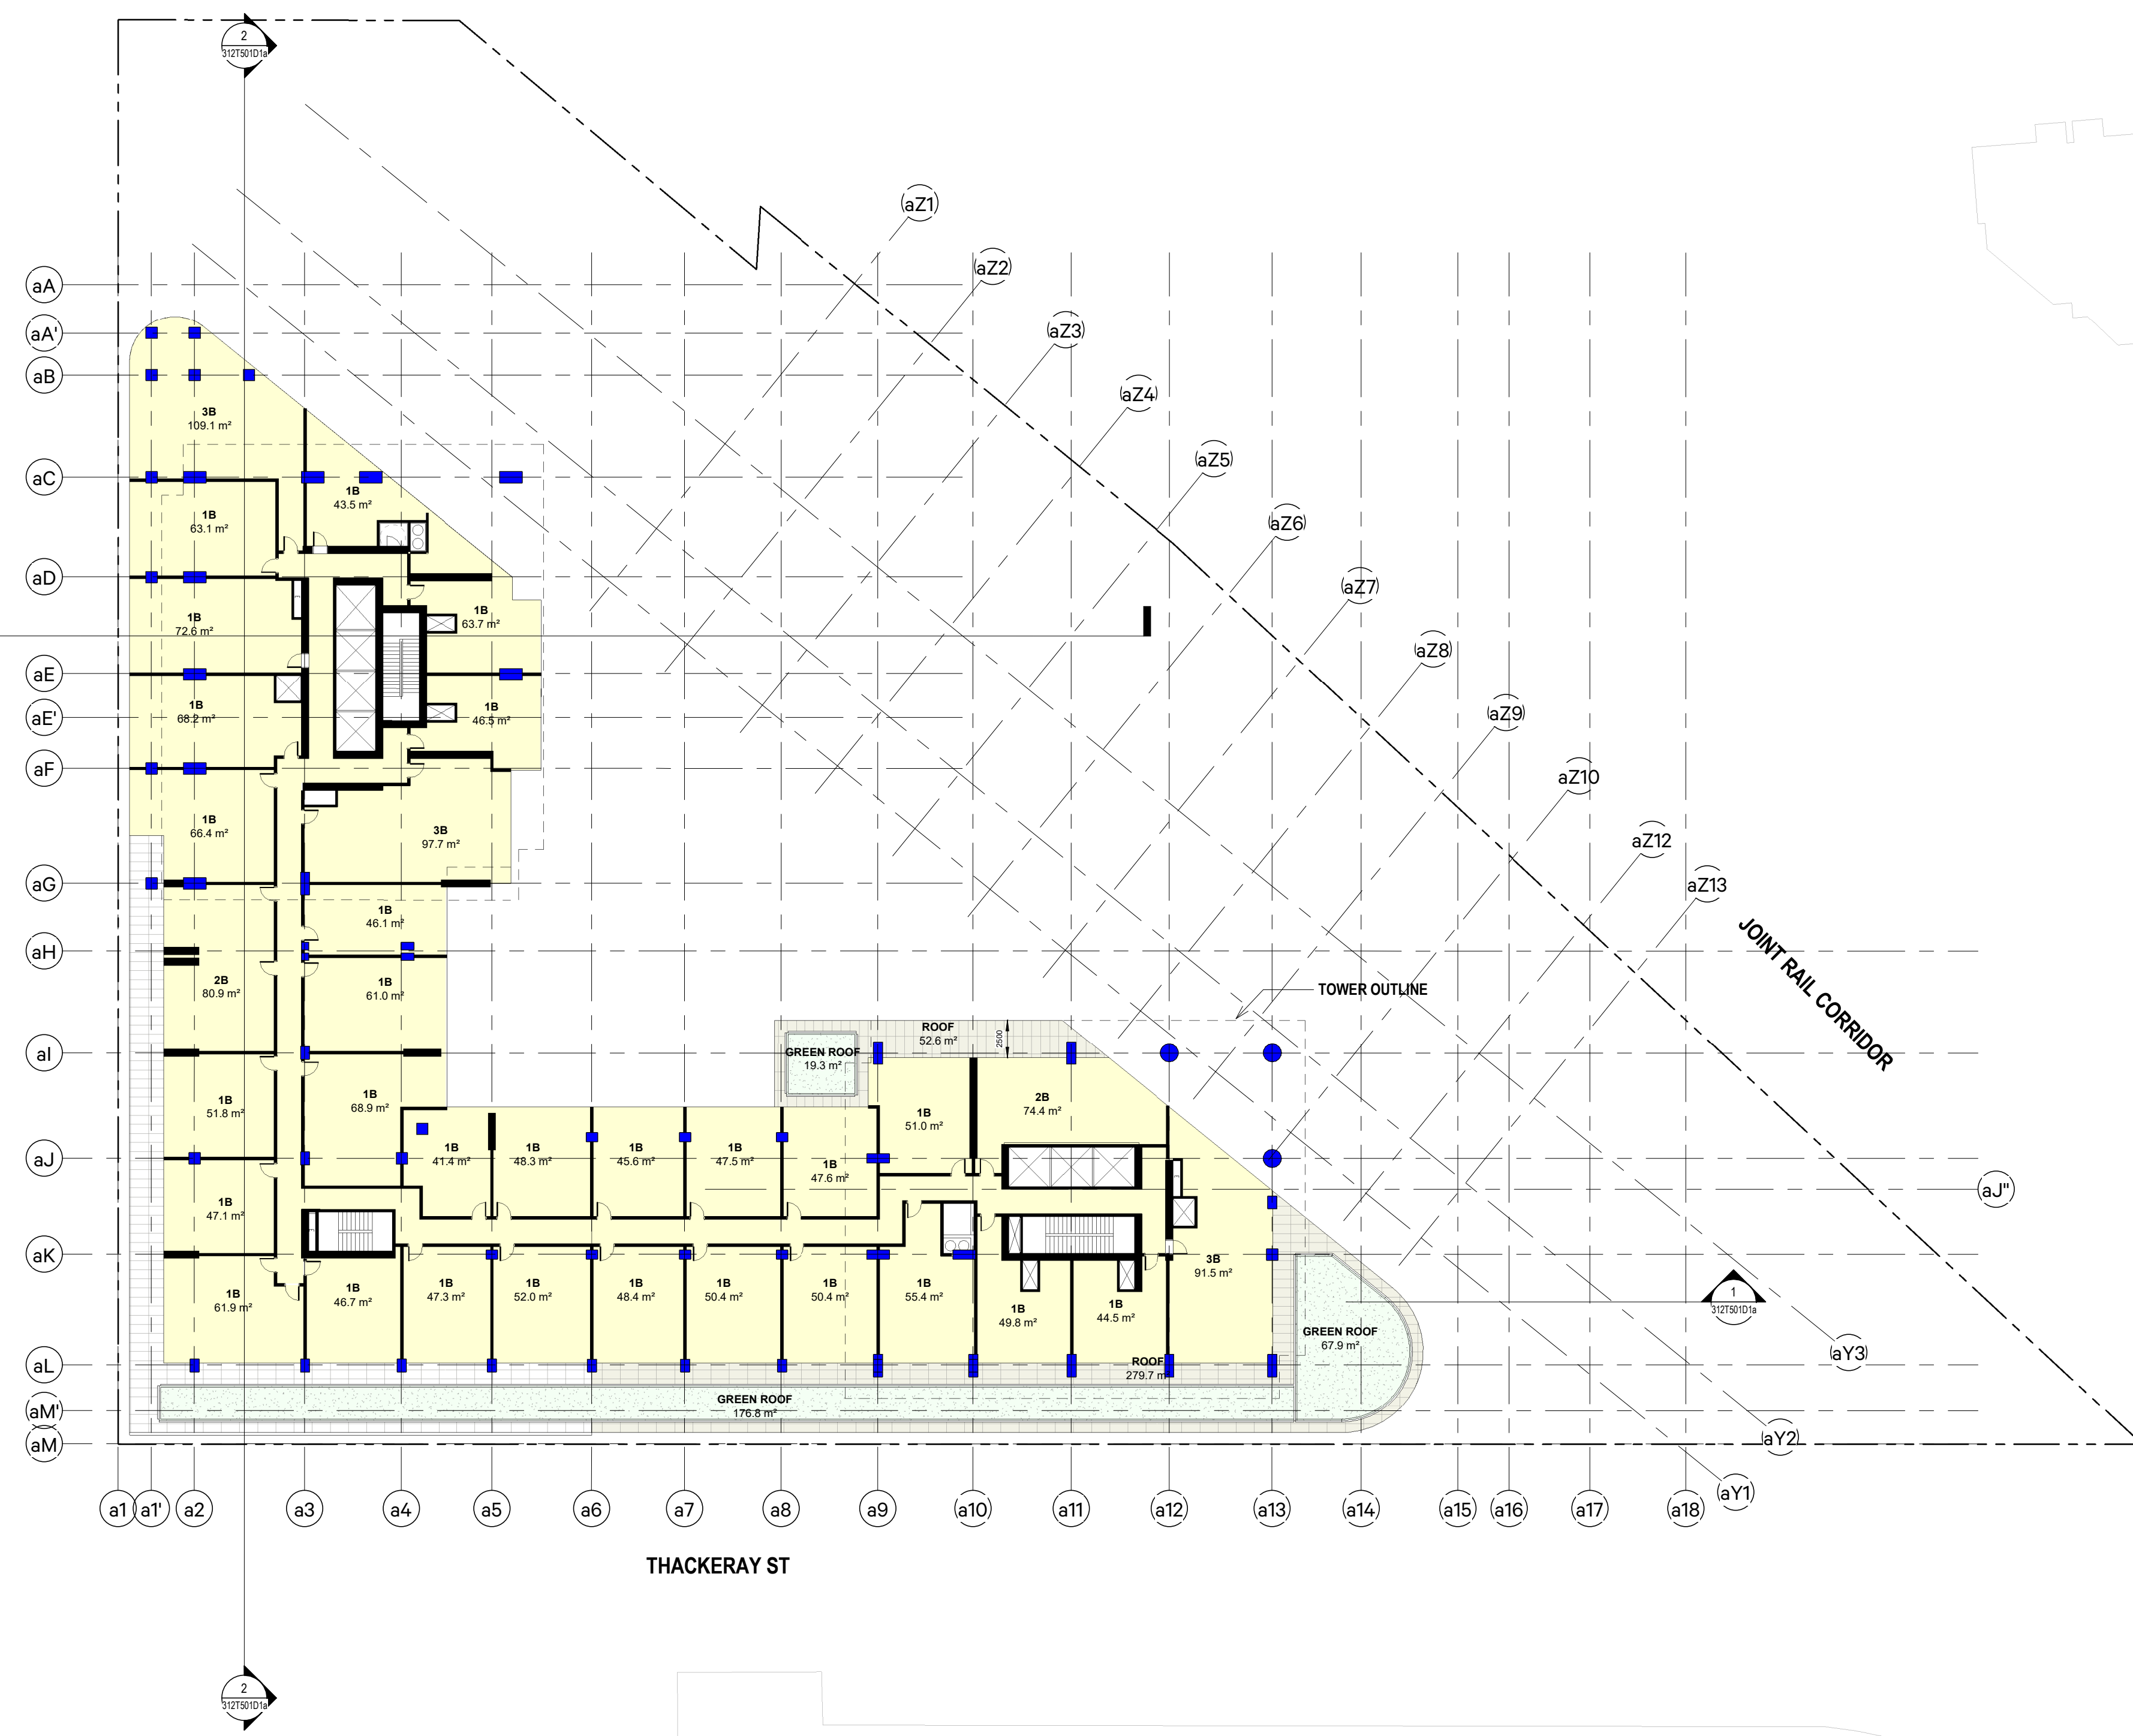 2
312T501D1a
aZ1
aZ2
aA
aZ3
aA'
aB
aZ4
3B
109.1 m²
aZ5
aC
1B
43.5 m²
1B
63.1 m²
aZ6
aD
aZ7
1B
63.7 m²
1B
72.6 m²
aZ8
aE
1B
68.2 m²
1B
46.5 m²
aE'
aZ9
aF
aZ10
1B
66.4 m²
3B
97.7 m²
aZ12
aG
aZ13
1B
46.1 m²
aH
JOINT RAIL CORRIDOR
2B
80.9 m²
1B
61.0 m²
TOWER OUTLINE
ROOF
52.6 m²
2500
aI
GREEN ROOF
19.3 m²
1B
51.8 m²
1B
68.9 m²
1B
51.0 m²
2B
74.4 m²
aJ
1B
41.4 m²
1B
48.3 m²
1B
45.6 m²
1B
47.5 m²
1B
47.6 m²
aJ"
1B
47.1 m²
aK
3B
91.5 m²
1B
61.9 m²
1B
46.7 m²
1B
47.3 m²
1B
52.0 m²
1B
48.4 m²
1B
50.4 m²
1B
50.4 m²
1B
55.4 m²
1B
49.8 m²
1B
44.5 m²
1
312T501D1a
GREEN ROOF
67.9 m²
aY3
aL
ROOF
279.7 m²
GREEN ROOF
176.8 m²
aM'
aM
aY2
aY1
a1
a1'
a2
a3
a4
a5
a6
a7
a8
a9
a10
a11
a12
a13
a14
a15
a16
a17
a18
THACKERAY ST
2
312T501D1a